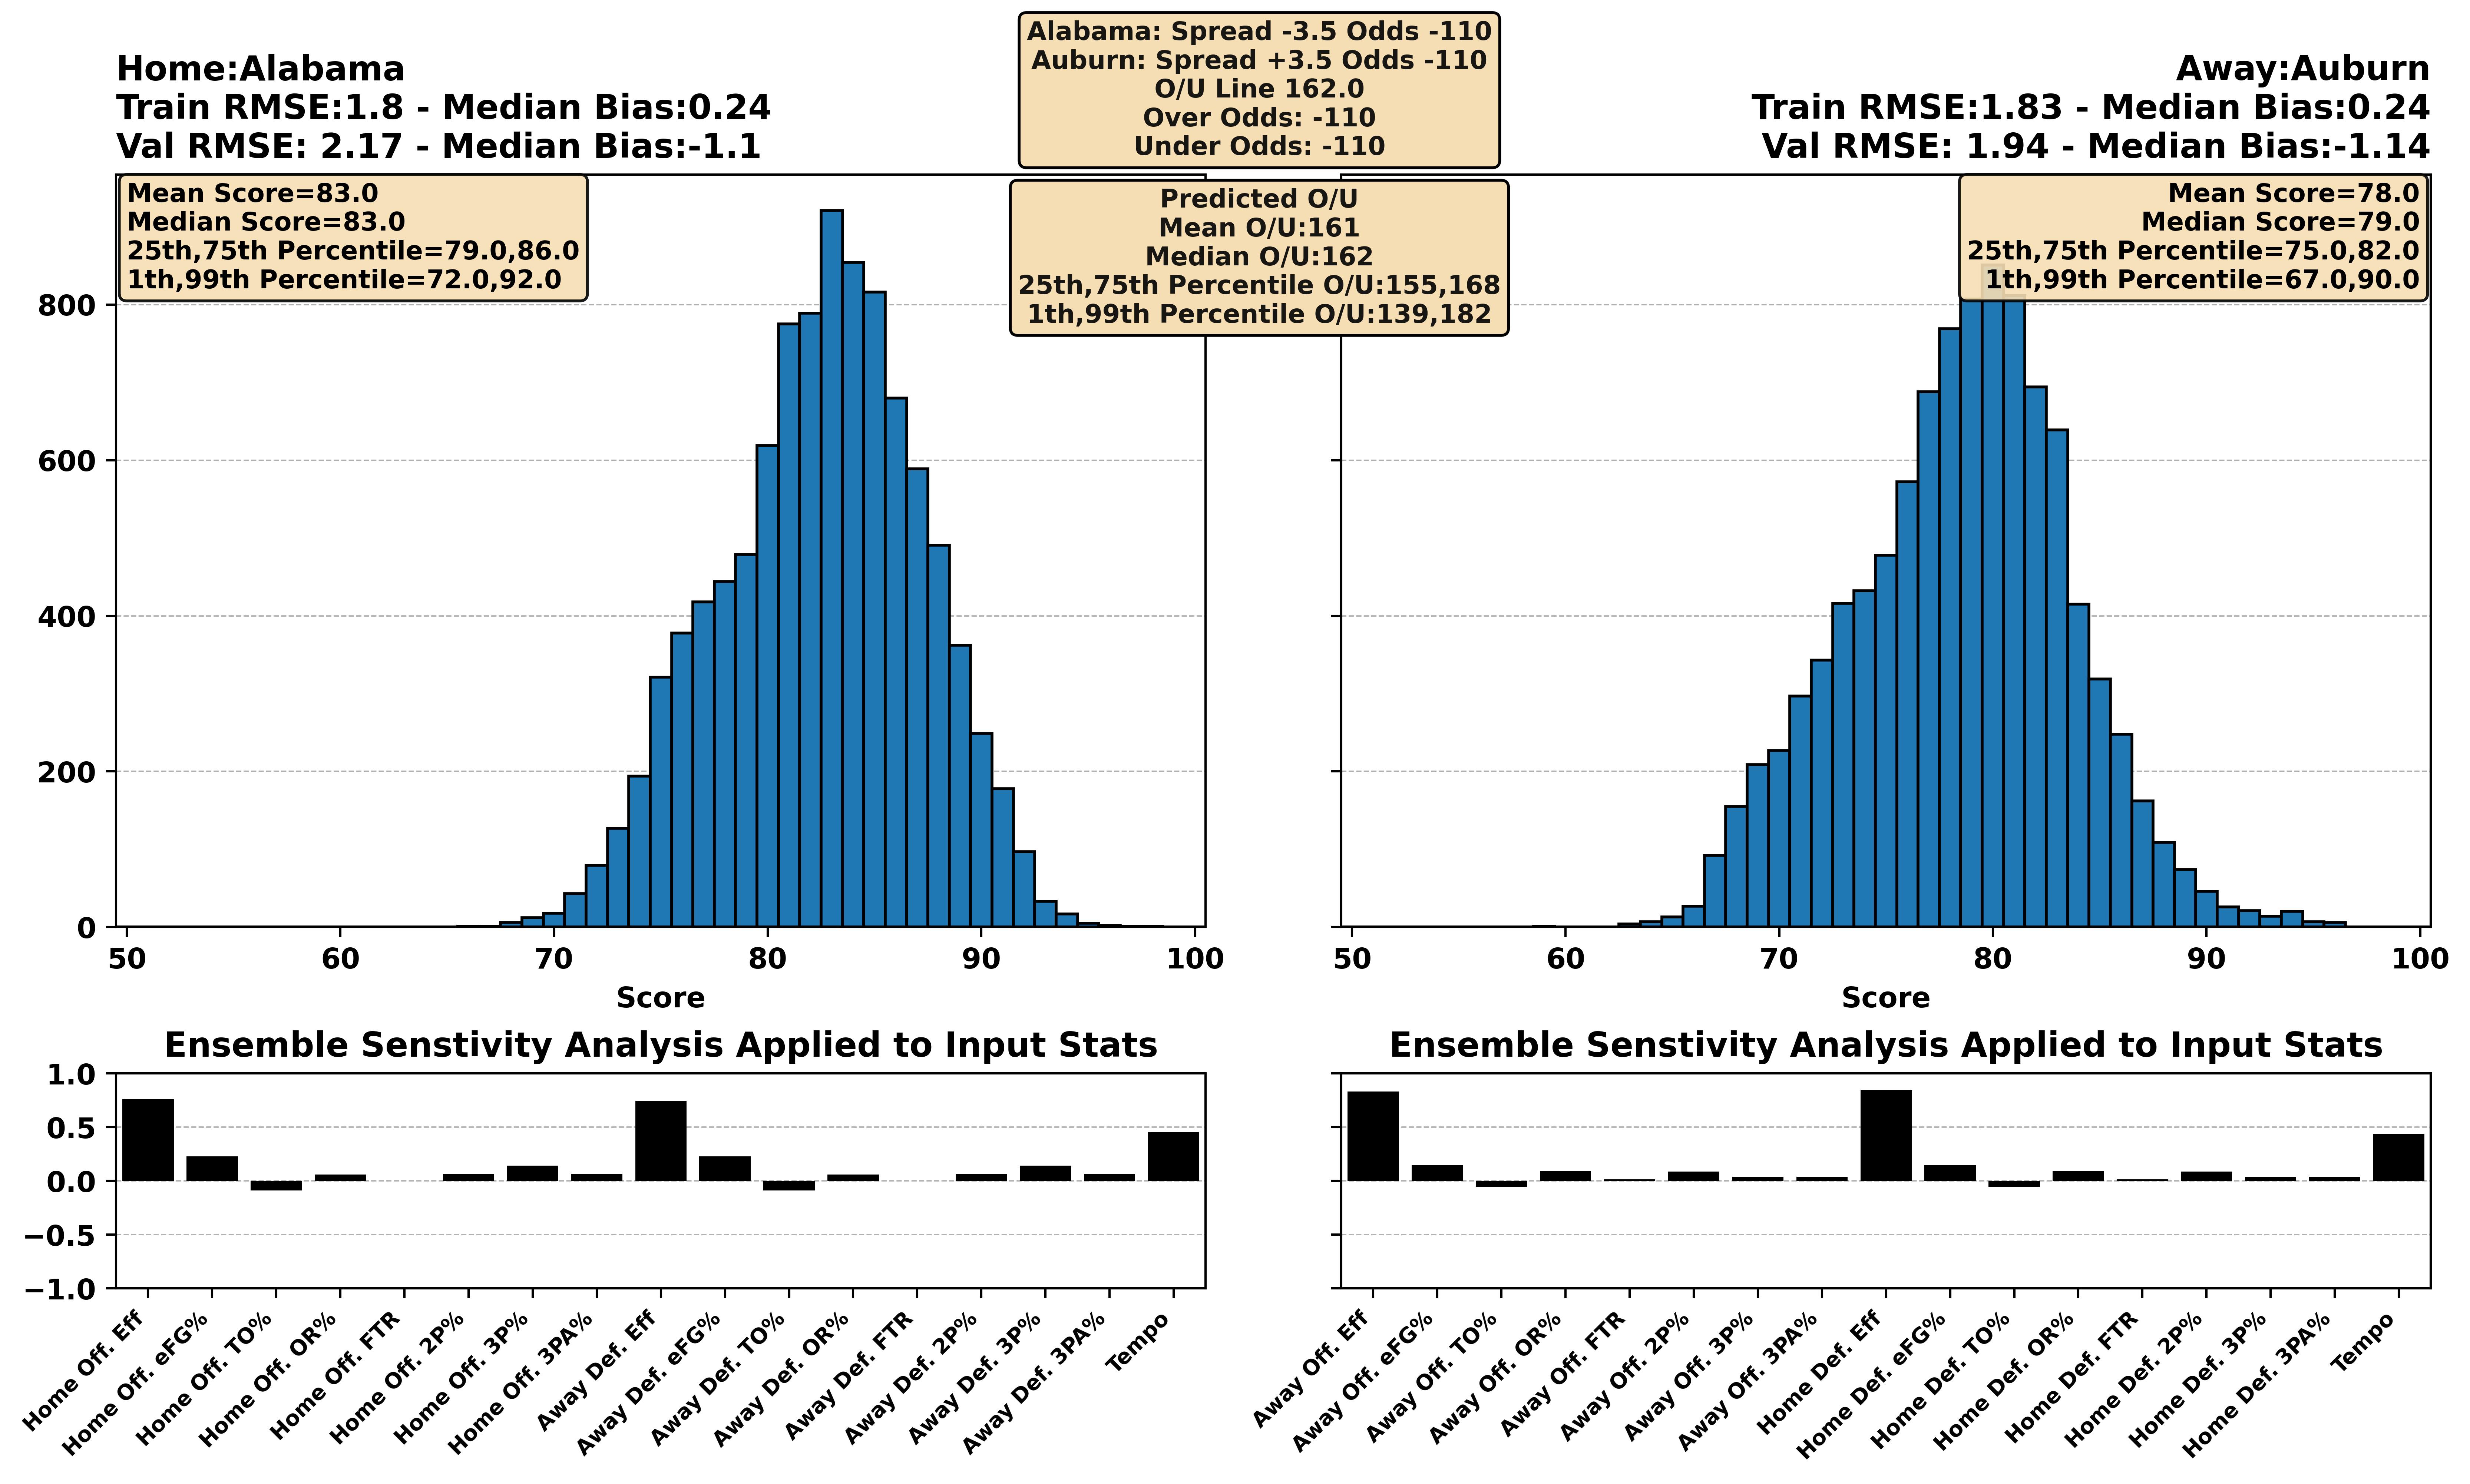 Alabama: Spread -3.5 Odds -110
Auburn: Spread +3.5 Odds -110
O/U Line 162.0
Over Odds: -110
Under Odds: -110
Home:Alabama
Train RMSE:1.8 - Median Bias:0.24
Val RMSE: 2.17 - Median Bias:-1.1
Away:Auburn
Train RMSE:1.83 - Median Bias:0.24
Val RMSE: 1.94 - Median Bias:-1.14
Mean Score=83.0
Median Score=83.0
25th,75th Percentile=79.0,86.0
1th,99th Percentile=72.0,92.0
Predicted O/U
Mean O/U:161
Median O/U:162
25th,75th Percentile O/U:155,168
1th,99th Percentile O/U:139,182
Mean Score=78.0
Median Score=79.0
25th,75th Percentile=75.0,82.0
1th,99th Percentile=67.0,90.0
800
600
400
200
0
50 60 70 80 90 100
Score
50 60 70 80 90 100
Score
Ensemble Senstivity Analysis Applied to Input Stats
1.0
0.5
0.0
−0.5
−1.0
Home Off. Eff
Home Off. eFG%
Home Off. TO%
Home Off. OR%
Home Off. FTR
Home Off. 2P%
Home Off. 3P%
Home Off. 3PA%
Away Def. Eff
Away Def. eFG%
Away Def. TO%
Away Def. OR%
Away Def. FTR
Away Def. 2P%
Away Def. 3P%
Away Def. 3PA%
Tempo
Ensemble Senstivity Analysis Applied to Input Stats
Away Off. Eff
Away Off. eFG%
Away Off. TO%
Away Off. OR%
Away Off. FTR
Away Off. 2P%
Away Off. 3P%
Away Off. 3PA%
Home Def. Eff
Home Def. eFG%
Home Def. TO%
Home Def. OR%
Home Def. FTR
Home Def. 2P%
Home Def. 3P%
Home Def. 3PA%
Tempo